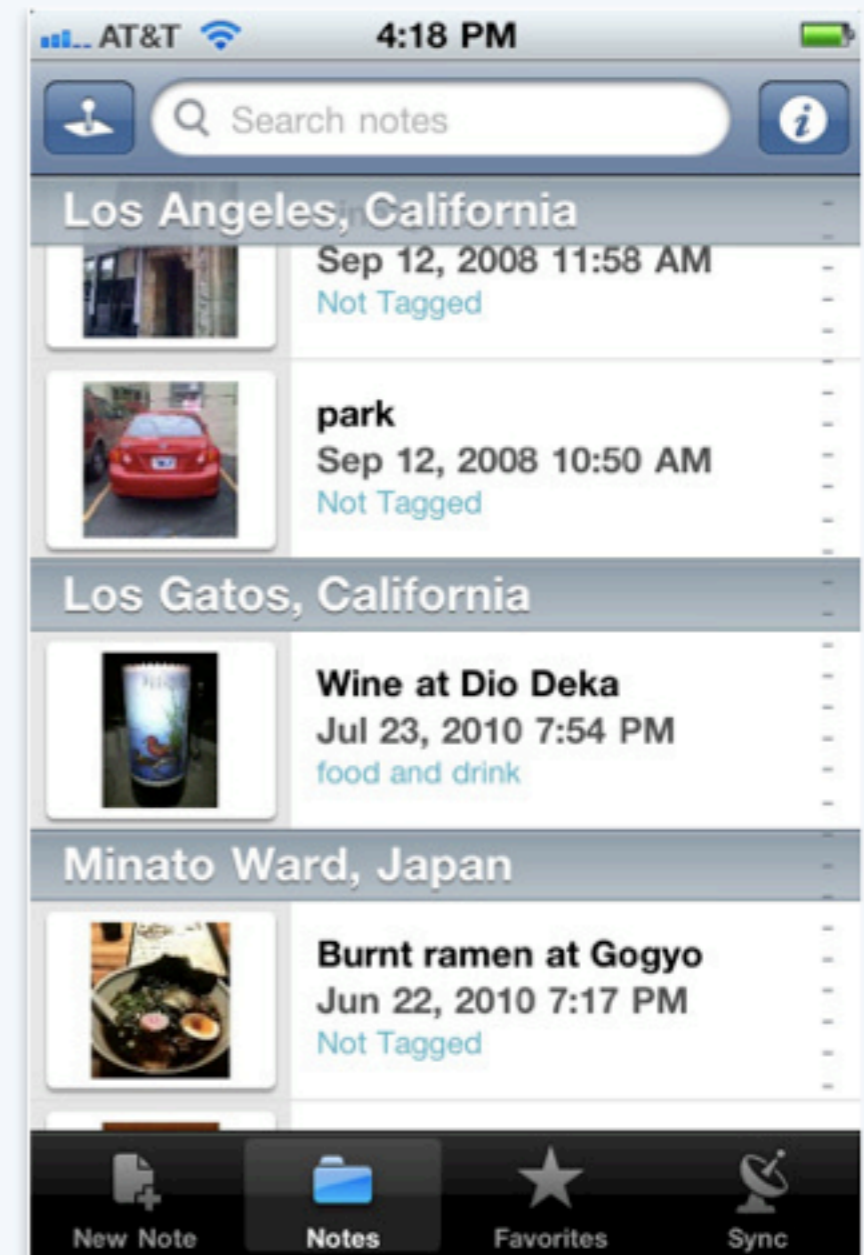 AT&T 4:18 PM
Search notes
Los Angeles, California
Sep 12, 2008 11:58 AM
Not Tagged
park
Sep 12, 2008 10:50 AM
Not Tagged
Los Gatos, California
Wine at Dio Deka
Jul 23, 2010 7:54 PM
food and drink
Minato Ward, Japan
Burnt ramen at Gogyo
Jun 22, 2010 7:17 PM
Not Tagged
New Note Notes Favorites Sync